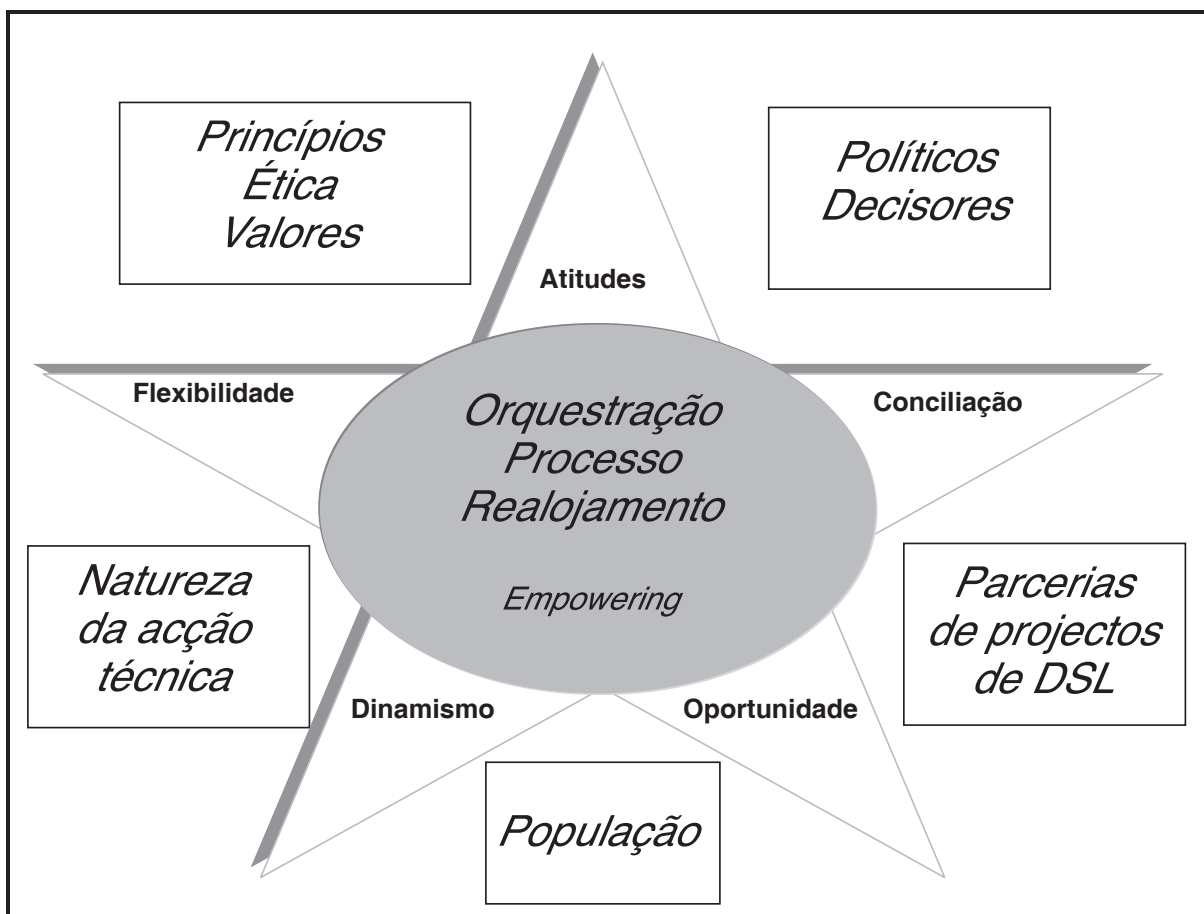 Princípios
Ética
Valores
Políticos
Decisores
Atitudes
Flexibilidade
Conciliação
Orquestração
Processo
Realojamento
Empowering
Natureza
da acção
técnica
Parcerias
de projectos
de DSL
Dinamismo
Oportunidade
População